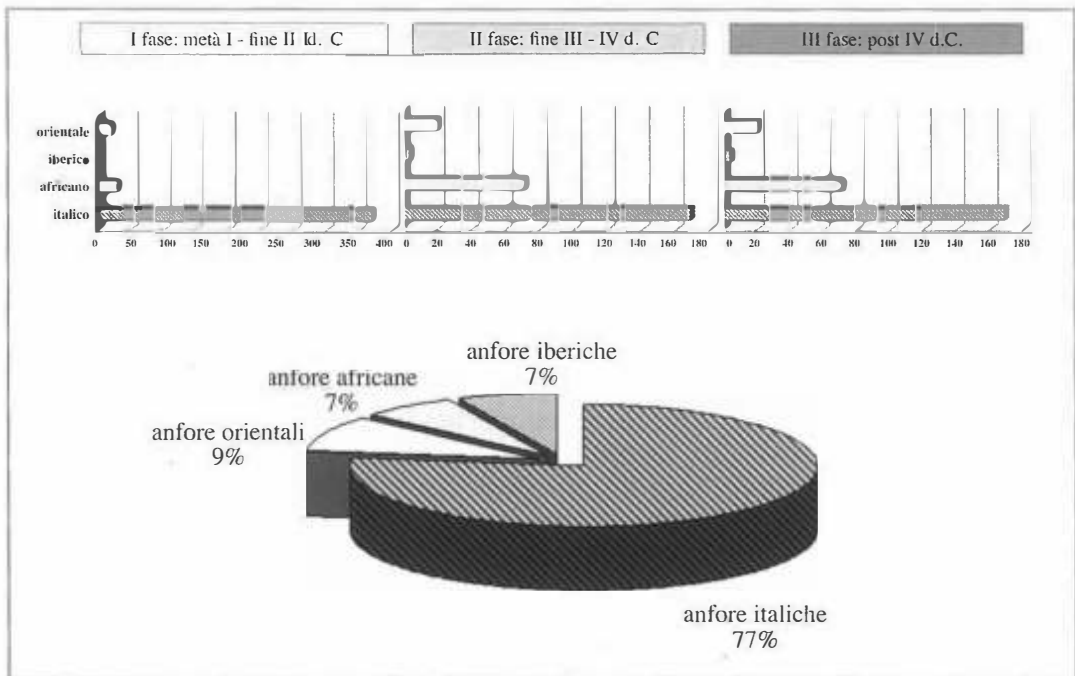 I fase: metà I - fine II Id. C
II fase: fine III - IV d. C
III fase: post IV d.C.
orientale
iberico
africano
italico
0 50 100 150 200 250 300 350 400
0 20 40 60 80 100 120 140 160 180
0 20 40 60 80 100 120 140 160 180
anfore iberiche
7%
anfore africane
7%
anfore orientali
9%
anfore italiche
77%